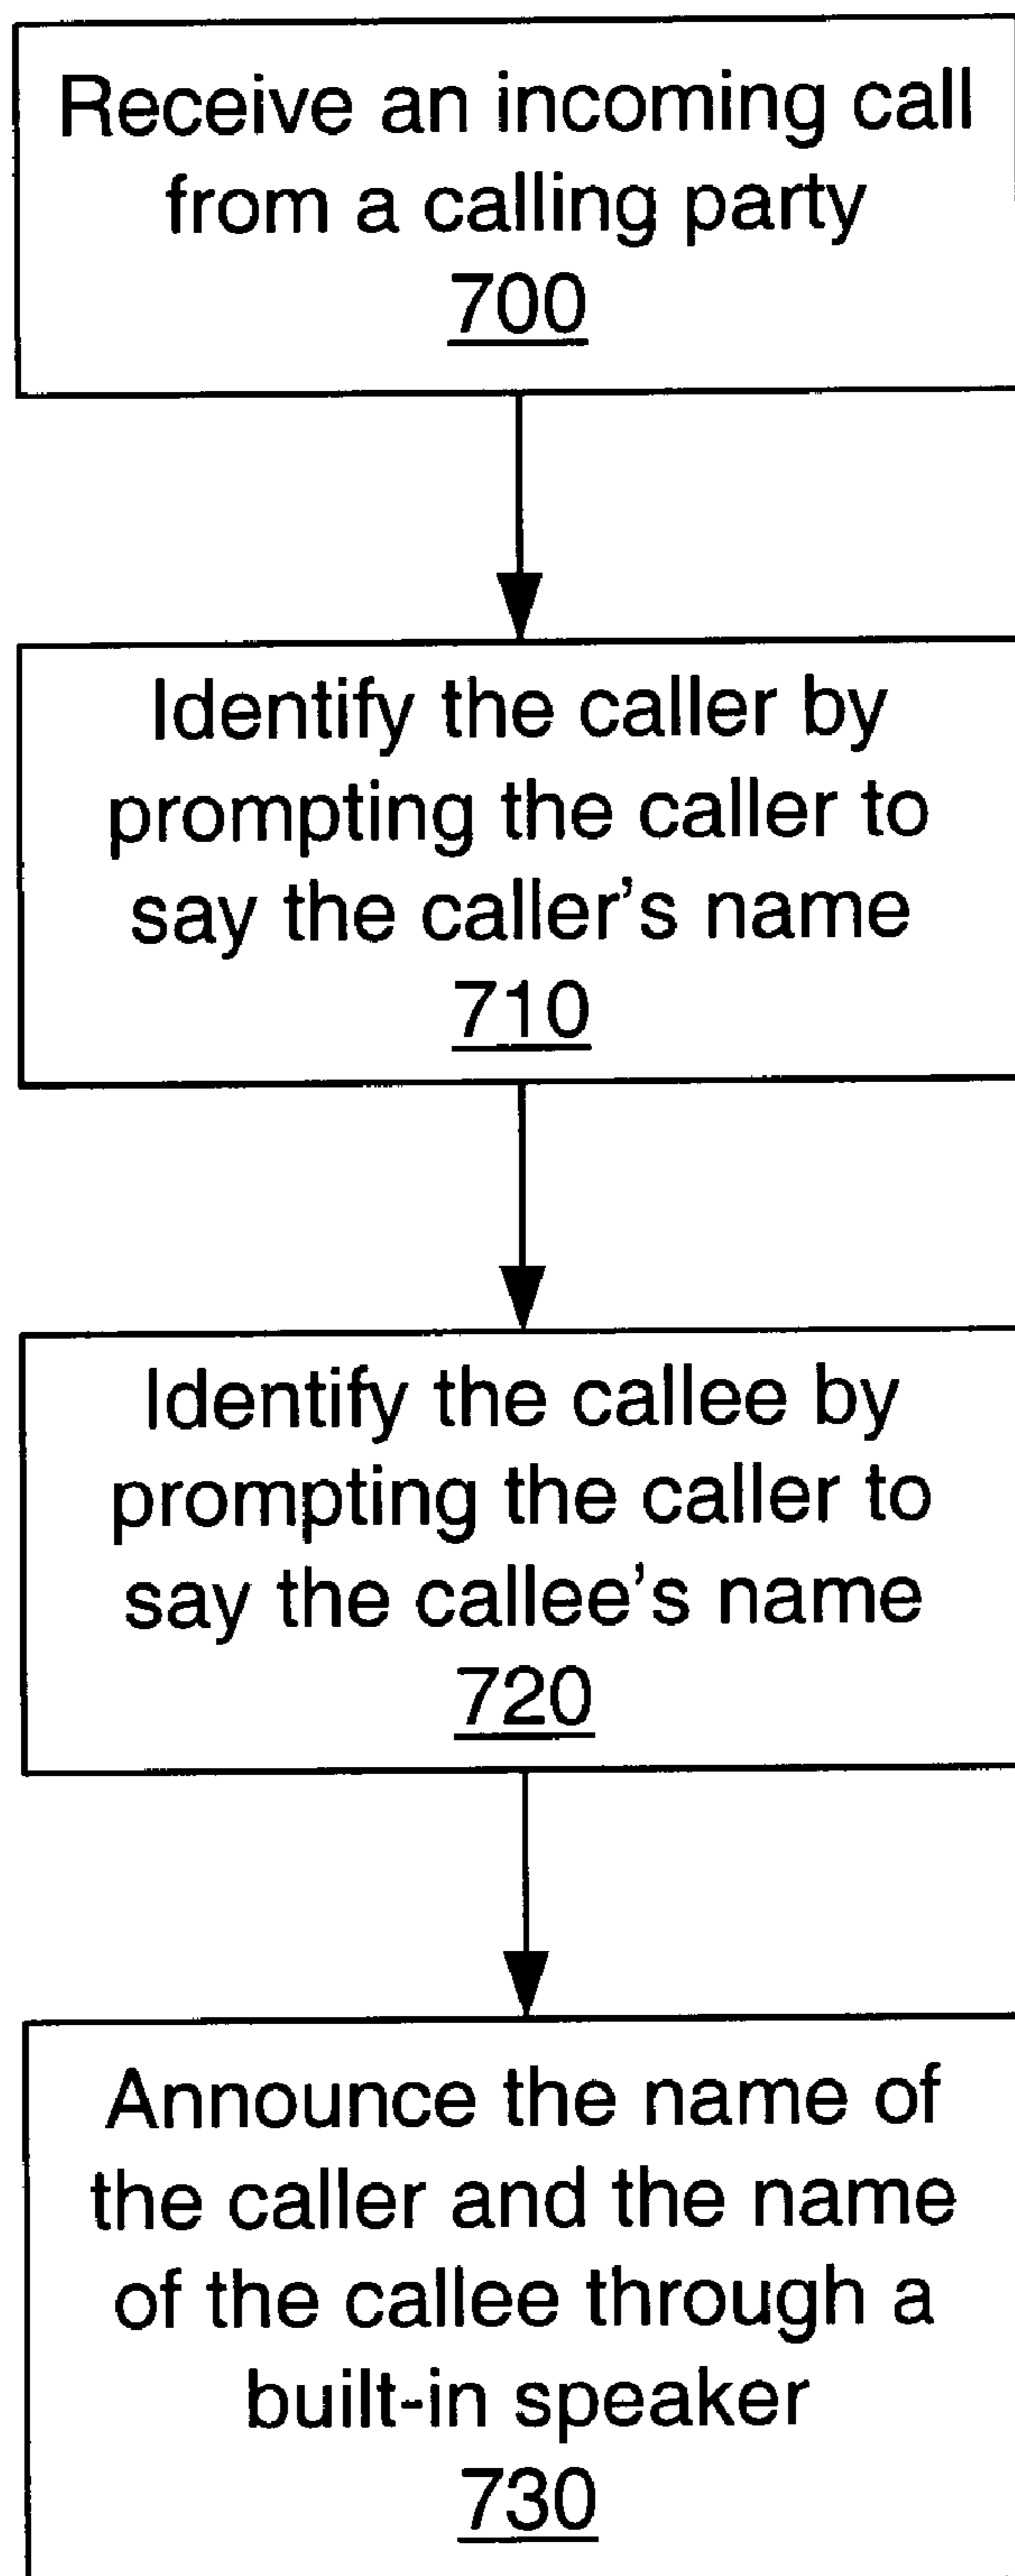 Receive an incoming call
from a calling party
700
Identify the caller by
prompting the caller to
say the caller's name
710
Identify the callee by
prompting the caller to
say the callee's name
720
Announce the name of
the caller and the name
of the callee through a
built-in speaker
730